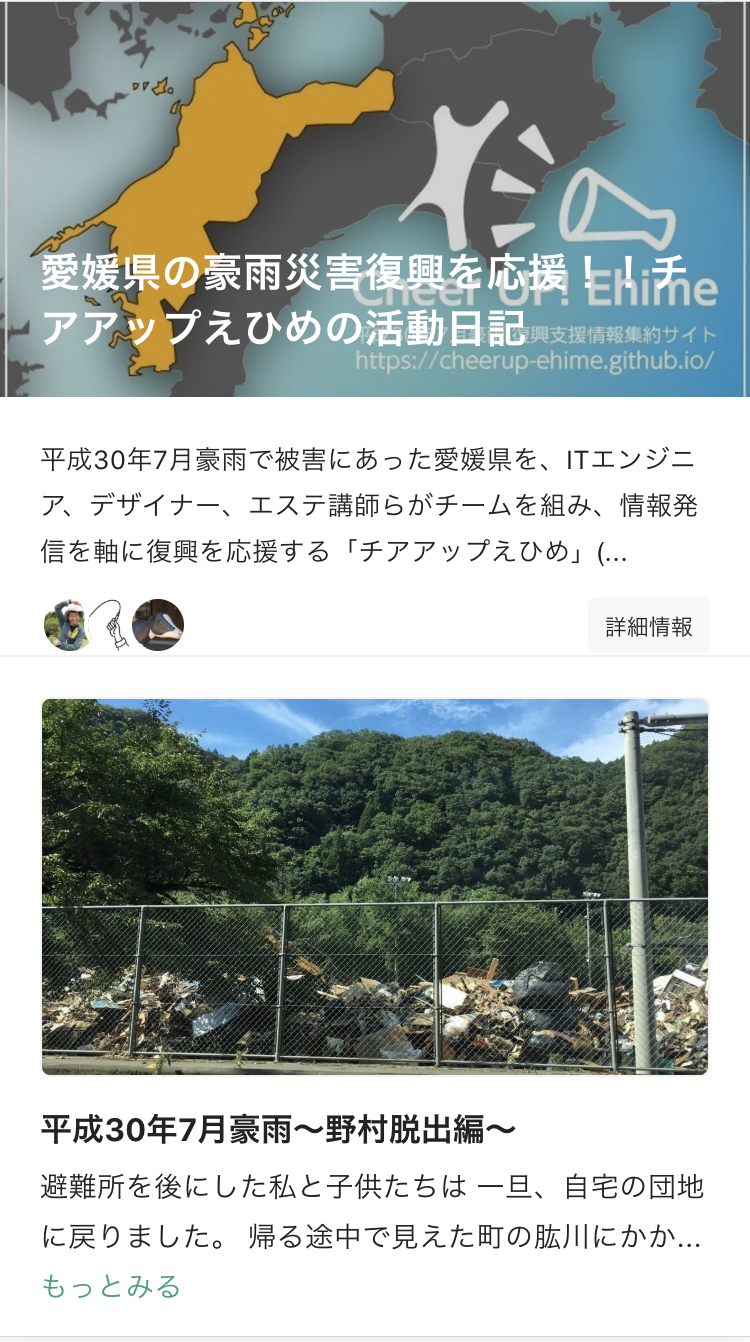 愛媛県の豪雨災害復興を応援！！チ
アアップえひめの活動日記
Cheer UP! Ehime
復興支援情報集約サイト
https://cheerup-ehime.github.io/
平成30年7月豪雨で被害にあった愛媛県を、ITエンジニ
ア、デザイナー、エステ講師らがチームを組み、情報発
信を軸に復興を応援する「チアアップえひめ」(...
詳細情報
平成30年7月豪雨〜野村脱出編〜
避難所を後にした私と子供たちは 一旦、自宅の団地
に戻りました。 帰る途中で見えた町の肱川にかか...
もっとみる